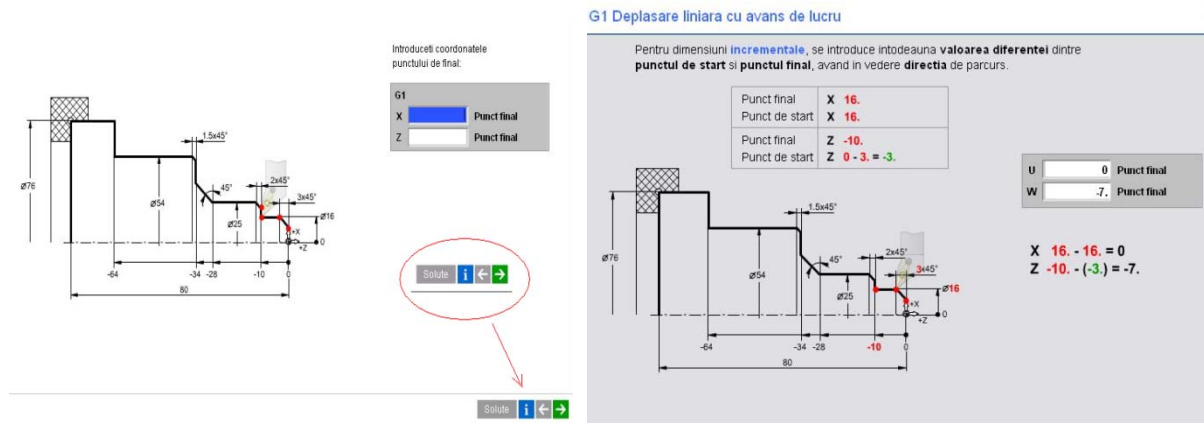 Introduceti coordonatele
punctului de final:
G1
X Punct final
Z Punct final
1.5x45°
2x45°
45°
3x45°
Ø76
Ø54
Ø25
Ø16
+X
0
+Z
-64
-34
-28
-10
0
80
Solute i
Solute i
G1 Deplasare liniara cu avans de lucru
Pentru dimensiuni incrementale, se introduce intodeauna valoarea diferentei dintre
punctul de start si punctul final, avand in vedere directia de parcurs.
Punct final X 16.
Punct de start X 16.
Punct final Z -10.
Punct de start Z 0 - 3. = -3.
U 0 Punct final
W -7. Punct final
X 16. - 16. = 0
Z -10. - (-3.) = -7.
1.5x45°
2x45°
45°
3x45°
Ø76
Ø54
Ø25
Ø16
+X
0
+Z
-64
-34
-28
-10
0
80